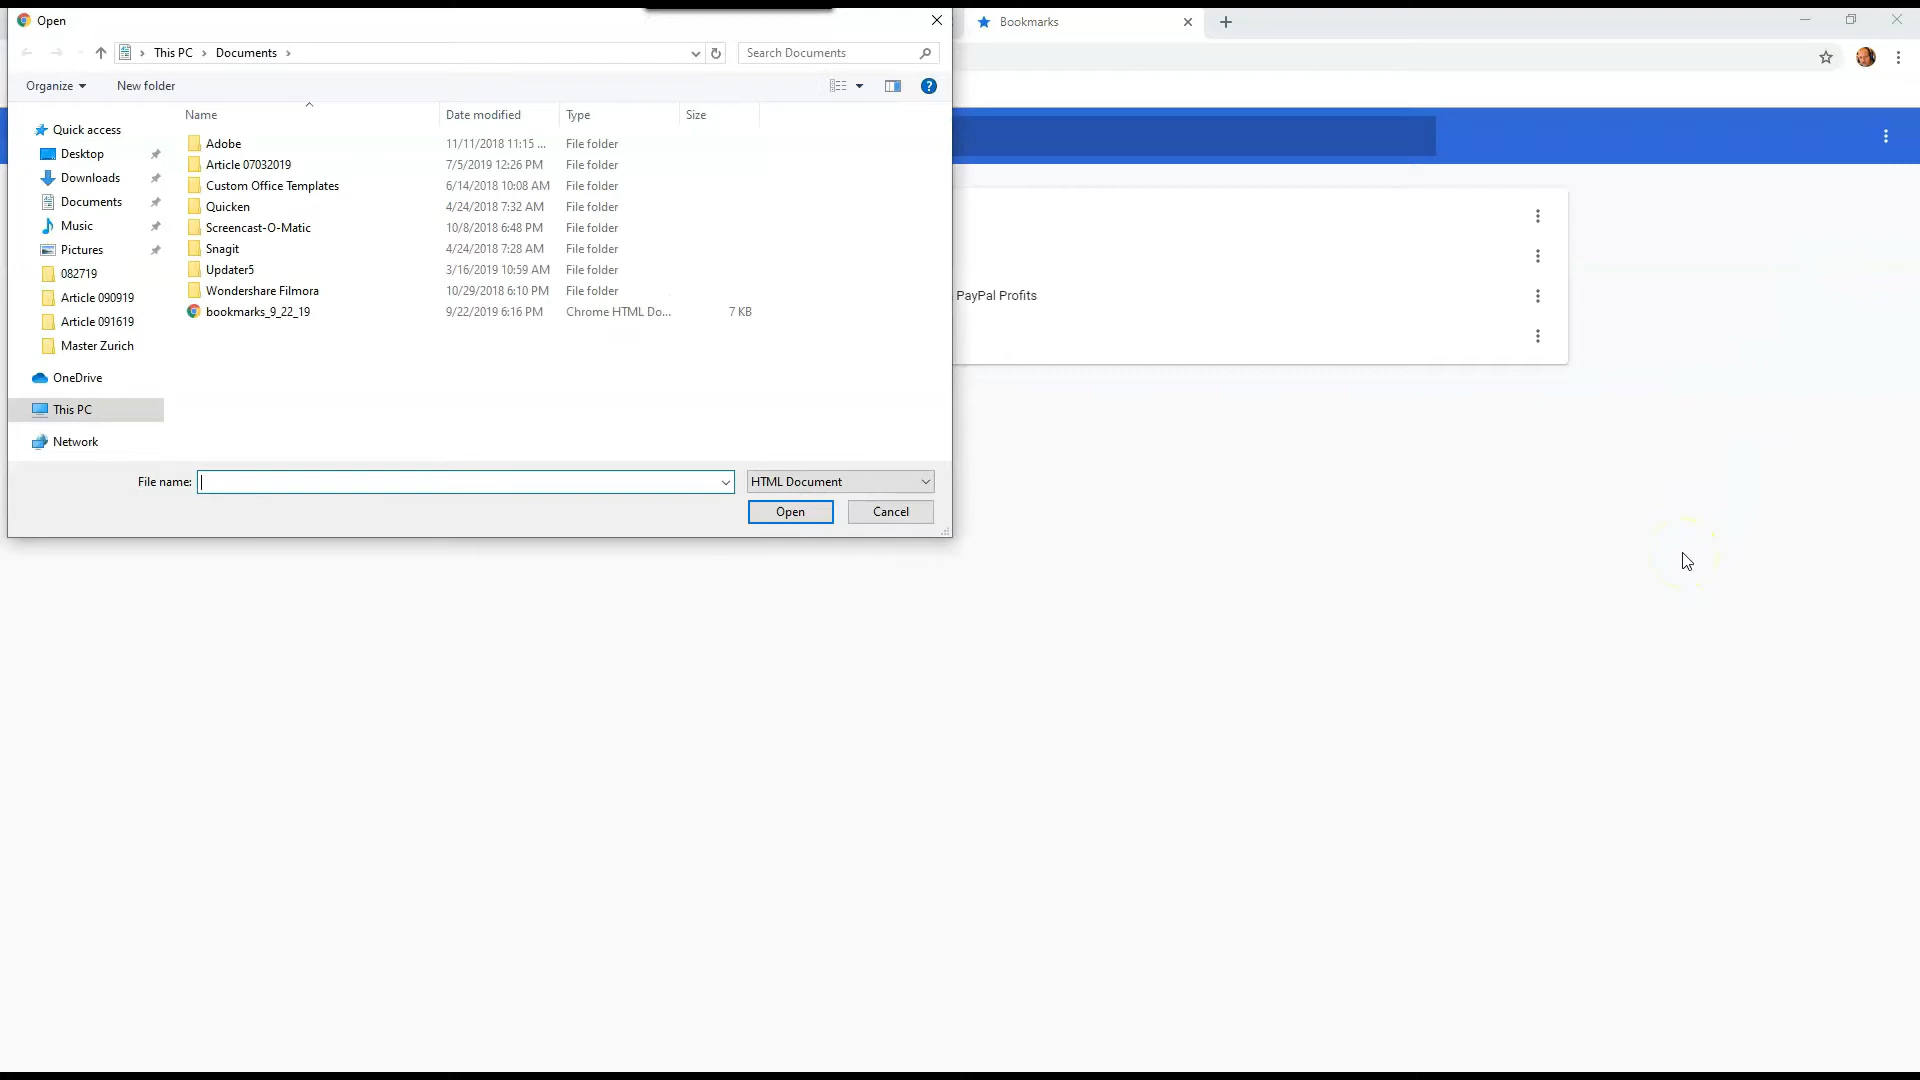 Open
Bookmarks
This PC
Documents
Search Documents
Organize
New folder
Name
Date modified
Type
Size
Quick access
Desktop
Downloads
Documents
Music
Pictures
082719
Article 090919
Article 091619
Master Zurich
OneDrive
This PC
Network
Adobe 11/11/2018 11:15 ... File folder
Article 07032019 7/5/2019 12:26 PM File folder
Custom Office Templates 6/14/2018 10:08 AM File folder
Quicken 4/24/2018 7:32 AM File folder
Screencast-O-Matic 10/8/2018 6:48 PM File folder
Snagit 4/24/2018 7:28 AM File folder
Updater5 3/16/2019 10:59 AM File folder
Wondershare Filmora 10/29/2018 6:10 PM File folder
bookmarks_9_22_19 9/22/2019 6:16 PM Chrome HTML Do... 7 KB
PayPal Profits
File name:
HTML Document
Open
Cancel